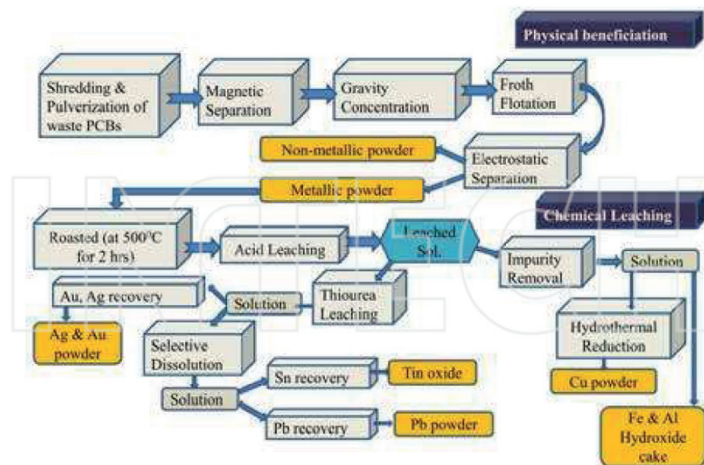 Physical beneficiation
Shredding &
Pulverization of
waste PCBs
Magnetic
Separation
Gravity
Concentration
Froth
Flotation
Non-metallic powder
Electrostatic
Separation
Metallic powder
Chemical Leaching
Roasted (at 500°C
for 2 hrs)
Acid Leaching
Leached
Sol.
Impurity
Removal
Solution
Au, Ag recovery
Solution
Thiourea
Leaching
Ag & Au
powder
Selective
Dissolution
Hydrothermal
Reduction
Sn recovery
Tin oxide
Cu powder
Solution
Pb recovery
Pb powder
Fe & Al
Hydroxide
cake